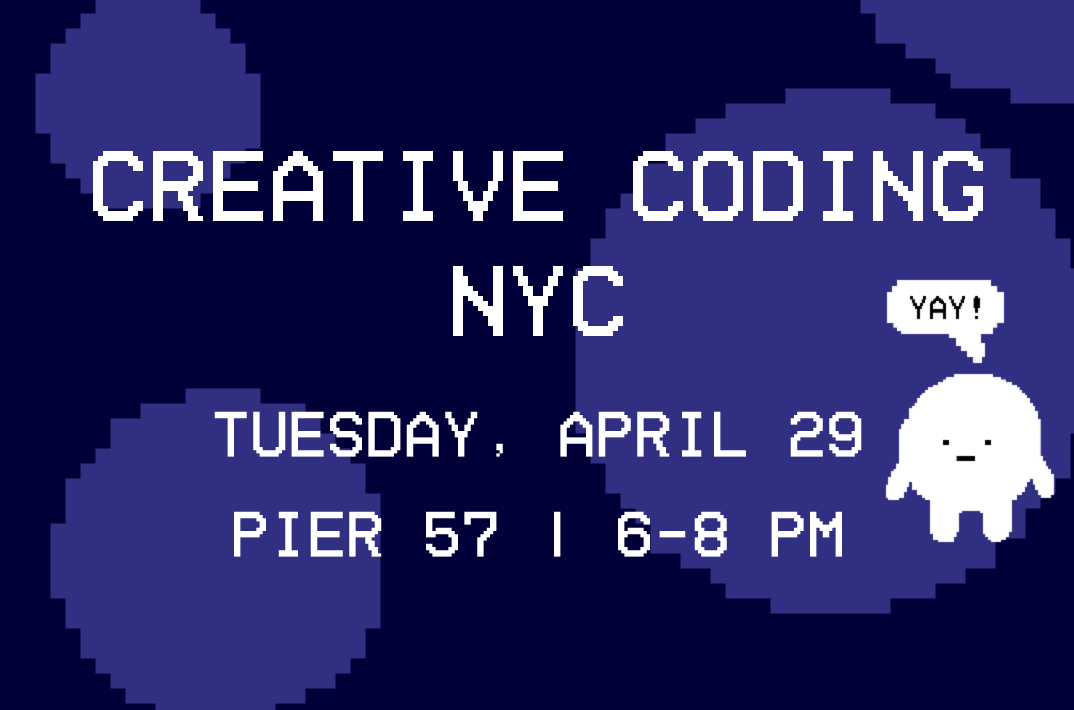 CREATIVE CODING
NYC
YAY!
TUESDAY, APRIL 29
PIER 57 | 6-8 PM